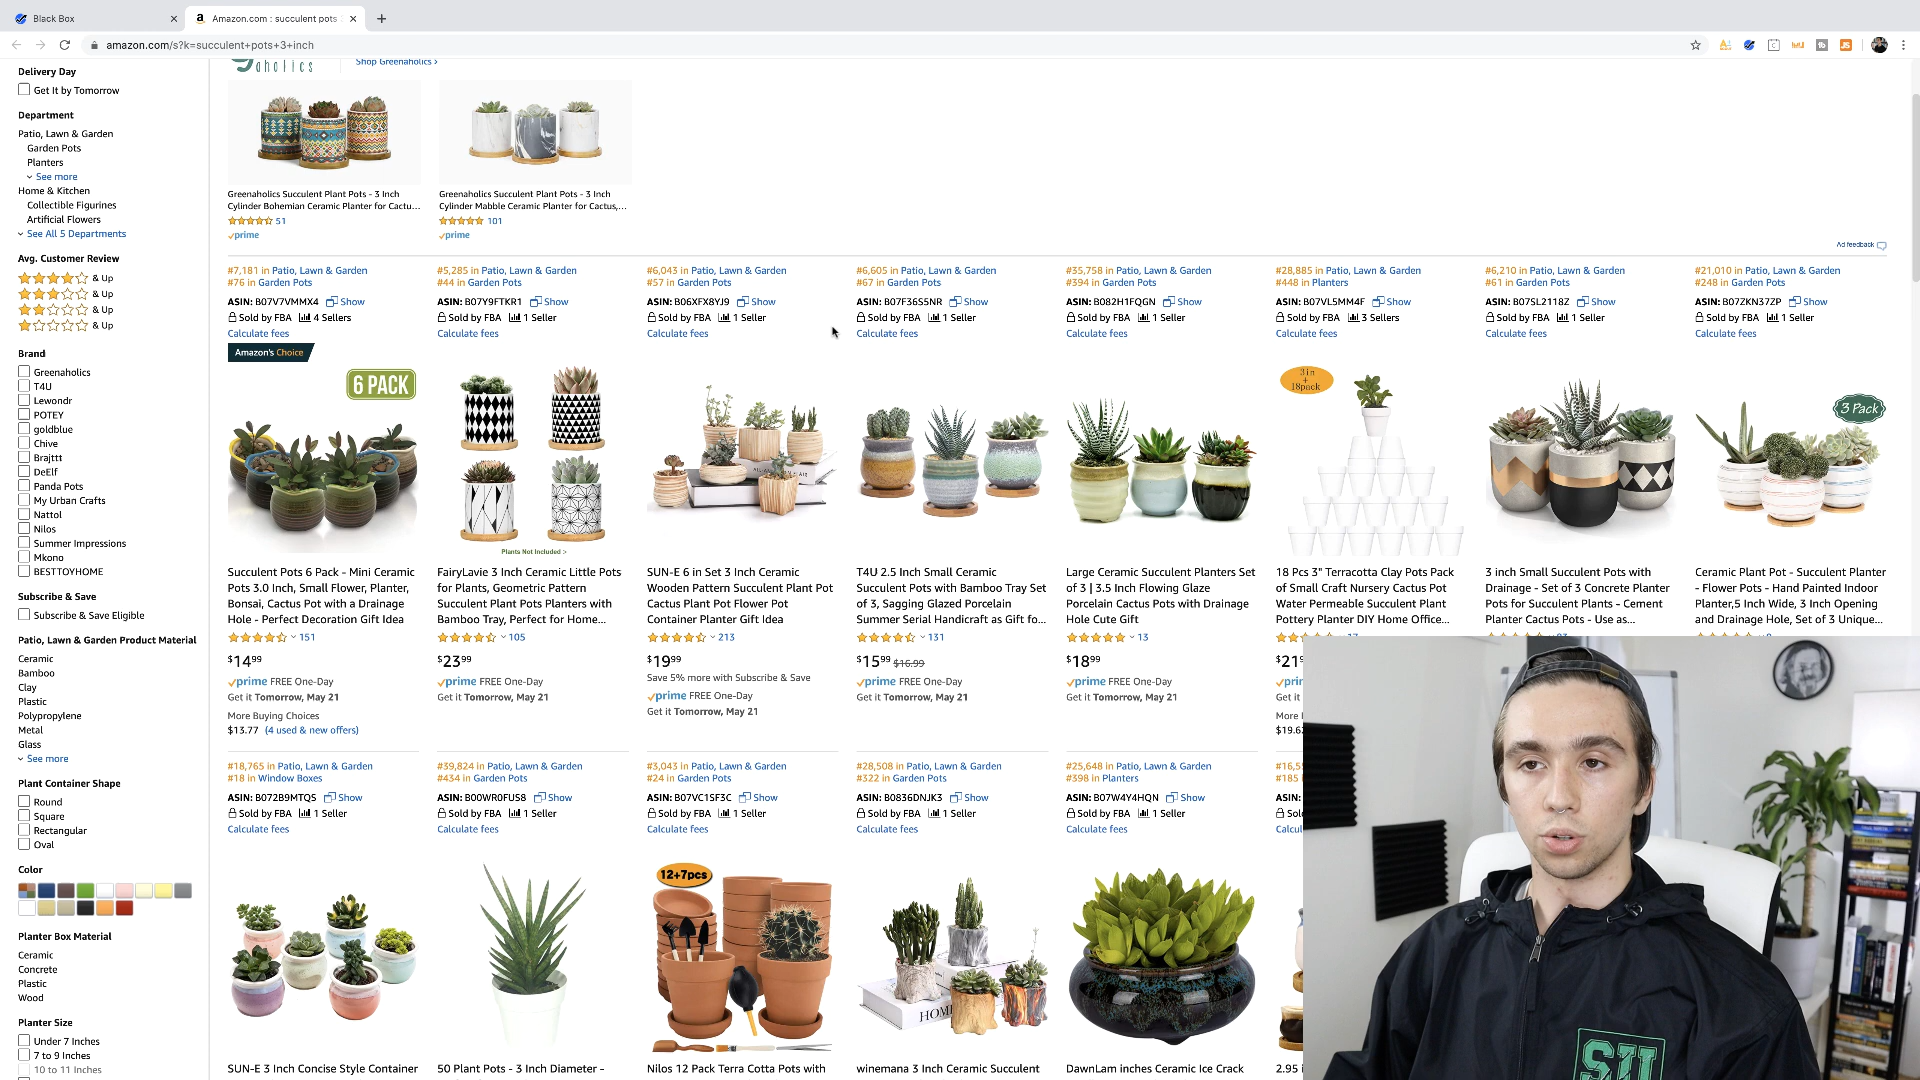 Black Box
Amazon.com : succulent pots
amazon.com/s?k=succulent+pots+3+inch
aholics
Shop Greenaholics ›
Delivery Day
Get It by Tomorrow
Department
Patio, Lawn & Garden
Garden Pots
Planters
See more
Home & Kitchen
Collectible Figurines
Artificial Flowers
See All 5 Departments
Avg. Customer Review
& Up
& Up
& Up
& Up
Brand
Greenaholics
T4U
Lewondr
POTEY
goldblue
Chive
Brajttt
DeElf
Panda Pots
My Urban Crafts
Nattol
Nilos
Summer Impressions
Mkono
BESTTOYHOME
Subscribe & Save
Subscribe & Save Eligible
Patio, Lawn & Garden Product Material
Ceramic
Bamboo
Clay
Plastic
Polypropylene
Metal
Glass
See more
Plant Container Shape
Round
Square
Rectangular
Oval
Color
Planter Box Material
Ceramic
Concrete
Plastic
Wood
Planter Size
Under 7 Inches
7 to 9 Inches
10 to 11 Inches
Greenaholics Succulent Plant Pots - 3 Inch
Cylinder Bohemian Ceramic Planter for Cactu...
51
prime
Greenaholics Succulent Plant Pots - 3 Inch
Cylinder Mabble Ceramic Planter for Cactus,...
101
prime
Ad feedback
#7,181 in Patio, Lawn & Garden
#76 in Garden Pots
ASIN: B07V7VMMX4 Show
Sold by FBA 4 Sellers
Calculate fees
Amazon's Choice
6 PACK
Succulent Pots 6 Pack - Mini Ceramic
Pots 3.0 Inch, Small Flower, Planter,
Bonsai, Cactus Pot with a Drainage
Hole - Perfect Decoration Gift Idea
151
$14 99
prime FREE One-Day
Get it Tomorrow, May 21
More Buying Choices
$13.77 (4 used & new offers)
#5,285 in Patio, Lawn & Garden
#44 in Garden Pots
ASIN: B07Y9FTKR1 Show
Sold by FBA 1 Seller
Calculate fees
Plants Not Included >
FairyLavie 3 Inch Ceramic Little Pots
for Plants, Geometric Pattern
Succulent Plant Pots Planters with
Bamboo Tray, Perfect for Home...
105
$23 99
prime FREE One-Day
Get it Tomorrow, May 21
#6,043 in Patio, Lawn & Garden
#57 in Garden Pots
ASIN: B06XFX8YJ9 Show
Sold by FBA 1 Seller
Calculate fees
SUN-E 6 in Set 3 Inch Ceramic
Wooden Pattern Succulent Plant Pot
Cactus Plant Pot Flower Pot
Container Planter Gift Idea
213
$19 99
Save 5% more with Subscribe & Save
prime FREE One-Day
Get it Tomorrow, May 21
#6,605 in Patio, Lawn & Garden
#67 in Garden Pots
ASIN: B07F36S5NR Show
Sold by FBA 1 Seller
Calculate fees
T4U 2.5 Inch Small Ceramic
Succulent Pots with Bamboo Tray Set
of 3, Sagging Glazed Porcelain
Summer Serial Handicraft as Gift fo...
131
$15 99 $16.99
prime FREE One-Day
Get it Tomorrow, May 21
#35,758 in Patio, Lawn & Garden
#394 in Garden Pots
ASIN: B082H1FQGN Show
Sold by FBA 1 Seller
Calculate fees
Large Ceramic Succulent Planters Set
of 3 | 3.5 Inch Flowing Glaze
Porcelain Cactus Pots with Drainage
Hole Cute Gift
13
$18 99
prime FREE One-Day
Get it Tomorrow, May 21
#28,885 in Patio, Lawn & Garden
#448 in Planters
ASIN: B07VL5MM4F Show
Sold by FBA 3 Sellers
Calculate fees
3in
+
18pack
18 Pcs 3" Terracotta Clay Pots Pack
of Small Craft Nursery Cactus Pot
Water Permeable Succulent Plant
Pottery Planter DIY Home Office...
$21
Get it
More
$19.6
#6,210 in Patio, Lawn & Garden
#61 in Garden Pots
ASIN: B07SL2118Z Show
Sold by FBA 1 Seller
Calculate fees
3 inch Small Succulent Pots with
Drainage - Set of 3 Concrete Planter
Pots for Succulent Plants - Cement
Planter Cactus Pots - Use as...
#21,010 in Patio, Lawn & Garden
#248 in Garden Pots
ASIN: B07ZKN37ZP Show
Sold by FBA 1 Seller
Calculate fees
3 Pack
Ceramic Plant Pot - Succulent Planter
- Flower Pots - Hand Painted Indoor
Planter,5 Inch Wide, 3 Inch Opening
and Drainage Hole, Set of 3 Unique...
#18,765 in Patio, Lawn & Garden
#18 in Window Boxes
ASIN: B072B9MTQS Show
Sold by FBA 1 Seller
Calculate fees
SUN-E 3 Inch Concise Style Container
#39,824 in Patio, Lawn & Garden
#434 in Garden Pots
ASIN: B00WR0FUS8 Show
Sold by FBA 1 Seller
Calculate fees
50 Plant Pots - 3 Inch Diameter -
#3,043 in Patio, Lawn & Garden
#24 in Garden Pots
ASIN: B07VC1SF3C Show
Sold by FBA 1 Seller
Calculate fees
12+7pcs
Nilos 12 Pack Terra Cotta Pots with
#28,508 in Patio, Lawn & Garden
#322 in Garden Pots
ASIN: B0836DNJK3 Show
Sold by FBA 1 Seller
Calculate fees
HOM
winemana 3 Inch Ceramic Succulent
#25,648 in Patio, Lawn & Garden
#398 in Planters
ASIN: B07W4Y4HQN Show
Sold by FBA 1 Seller
Calculate fees
DawnLam inches Ceramic Ice Crack
#16,5
#185
ASIN:
Sol
Calcul
2.95 i
SU